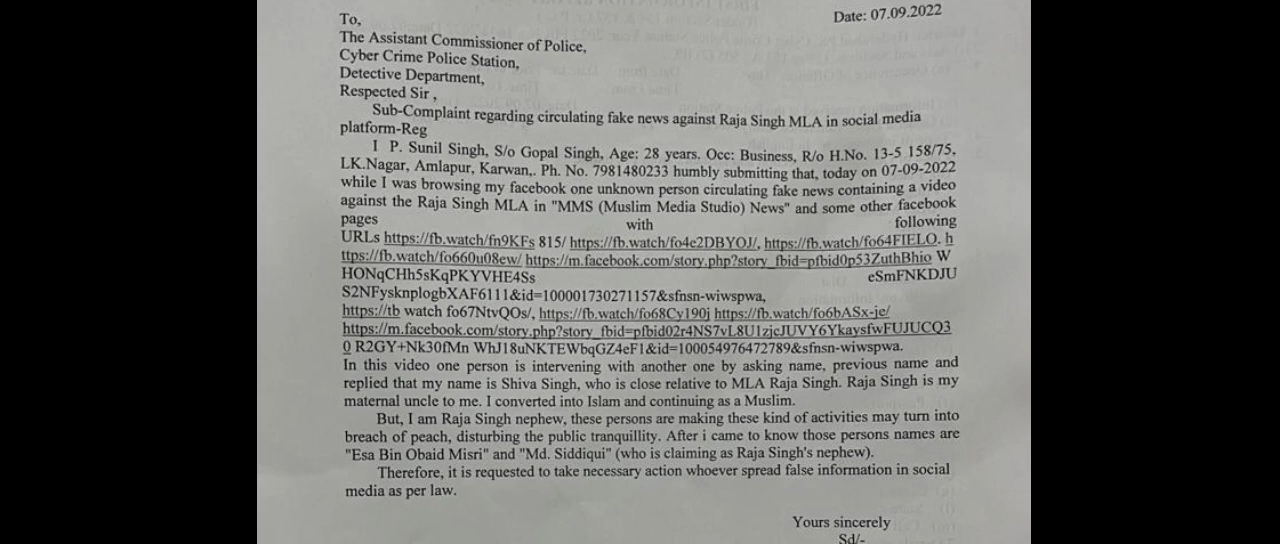 Date: 07.09.2022
To,
The Assistant Commissioner of Police,
Cyber Crime Police Station,
Detective Department,
Respected Sir ,
Sub-Complaint regarding circulating fake news against Raja Singh MLA in social media
platform-Reg
I P. Sunil Singh, S/o Gopal Singh, Age: 28 years. Occ: Business, R/o H.No. 13-5 158/75,
LK.Nagar, Amlapur, Karwan,. Ph. No. 7981480233 humbly submitting that, today on 07-09-2022
while I was browsing my facebook one unknown person circulating fake news containing a video
against the Raja Singh MLA in "MMS (Muslim Media Studio) News" and some other facebook
pages with following
URLs https://fb.watch/fn9KFs 815/ https://fb.watch/fo4e2DBYOJ/, https://fb.watch/fo64FIELO. h
ttps://fb.watch/fo660u08ew/ https://m.facebook.com/story.php?story_fbid=pfbid0p53ZuthBhio W
HONqCHh5sKqPKYVHE4Ss eSmFNKDJU
S2NFysknplogbXAF6111&id=100001730271157&sfnsn-wiwspwa,
https://tb watch fo67NtvQOs/, https://fb.watch/fo68Cy190j https://fb.watch/fo6bASx-je/
https://m.facebook.com/story.php?story_fbid=pfbid02r4NS7vL8U1zjcJUVY6YkaysfwFUJUCQ3
0 R2GY+Nk30fMn WhJ18uNKTEWbqGZ4eF1&id=100054976472789&sfnsn-wiwspwa.
In this video one person is intervening with another one by asking name, previous name and
replied that my name is Shiva Singh, who is close relative to MLA Raja Singh. Raja Singh is my
maternal uncle to me. I converted into Islam and continuing as a Muslim.
But, I am Raja Singh nephew, these persons are making these kind of activities may turn into
breach of peach, disturbing the public tranquillity. After i came to know those persons names are
"Esa Bin Obaid Misri" and "Md. Siddiqui" (who is claiming as Raja Singh's nephew).
Therefore, it is requested to take necessary action whoever spread false information in social
media as per law.
Yours sincerely
Sd/-